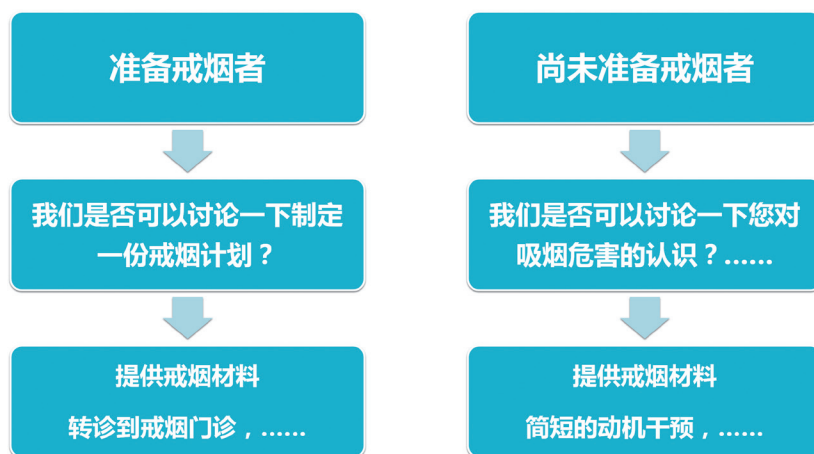 准备戒烟者
我们是否可以讨论一下制定
一份戒烟计划？
提供戒烟材料
转诊到戒烟门诊，……
尚未准备戒烟者
我们是否可以讨论一下您对
吸烟危害的认识？……
提供戒烟材料
简短的动机干预，……